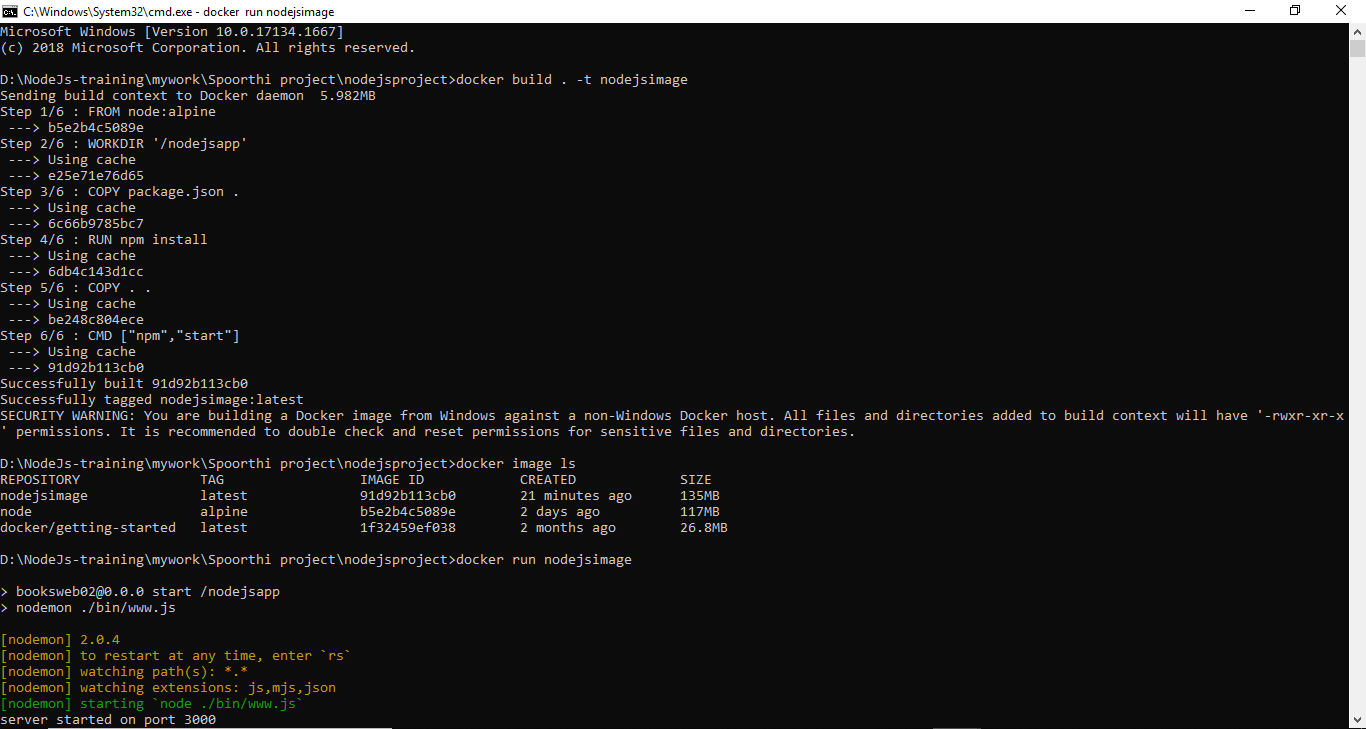 C:\Windows\System32\cmd.exe - docker run nodejsimage
Microsoft Windows [Version 10.0.17134.1667]
(c) 2018 Microsoft Corporation. All rights reserved.
D:\NodeJs-training\mywork\Spoorthi project\nodejsproject>docker build . -t nodejsimage
Sending build context to Docker daemon  5.982MB
Step 1/6 : FROM node:alpine
 ---> b5e2b4c5089e
Step 2/6 : WORKDIR '/nodejsapp'
 ---> Using cache
 ---> e25e71e76d65
Step 3/6 : COPY package.json .
 ---> Using cache
 ---> 6c66b9785bc7
Step 4/6 : RUN npm install
 ---> Using cache
 ---> 6db4c143d1cc
Step 5/6 : COPY . .
 ---> Using cache
 ---> be248c804ece
Step 6/6 : CMD ["npm","start"]
 ---> Using cache
 ---> 91d92b113cb0
Successfully built 91d92b113cb0
Successfully tagged nodejsimage:latest
SECURITY WARNING: You are building a Docker image from Windows against a non-Windows Docker host. All files and directories added to build context will have '-rwxr-xr-x
' permissions. It is recommended to double check and reset permissions for sensitive files and directories.
D:\NodeJs-training\mywork\Spoorthi project\nodejsproject>docker image ls
REPOSITORY               TAG                 IMAGE ID            CREATED             SIZE
nodejsimage              latest              91d92b113cb0        21 minutes ago      135MB
node                     alpine              b5e2b4c5089e        2 days ago          117MB
docker/getting-started   latest              1f32459ef038        2 months ago        26.8MB
D:\NodeJs-training\mywork\Spoorthi project\nodejsproject>docker run nodejsimage
> booksweb02@0.0.0 start /nodejsapp
> nodemon ./bin/www.js
[nodemon] 2.0.4
[nodemon] to restart at any time, enter `rs`
[nodemon] watching path(s): *.*
[nodemon] watching extensions: js,mjs,json
[nodemon] starting `node ./bin/www.js`
server started on port 3000